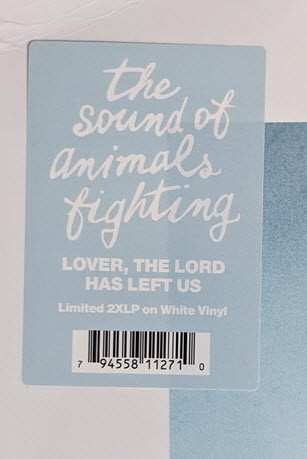 the
sound of
animals
fighting
LOVER, THE LORD
HAS LEFT US
Limited 2XLP on White Vinyl
7 94558 11271 0